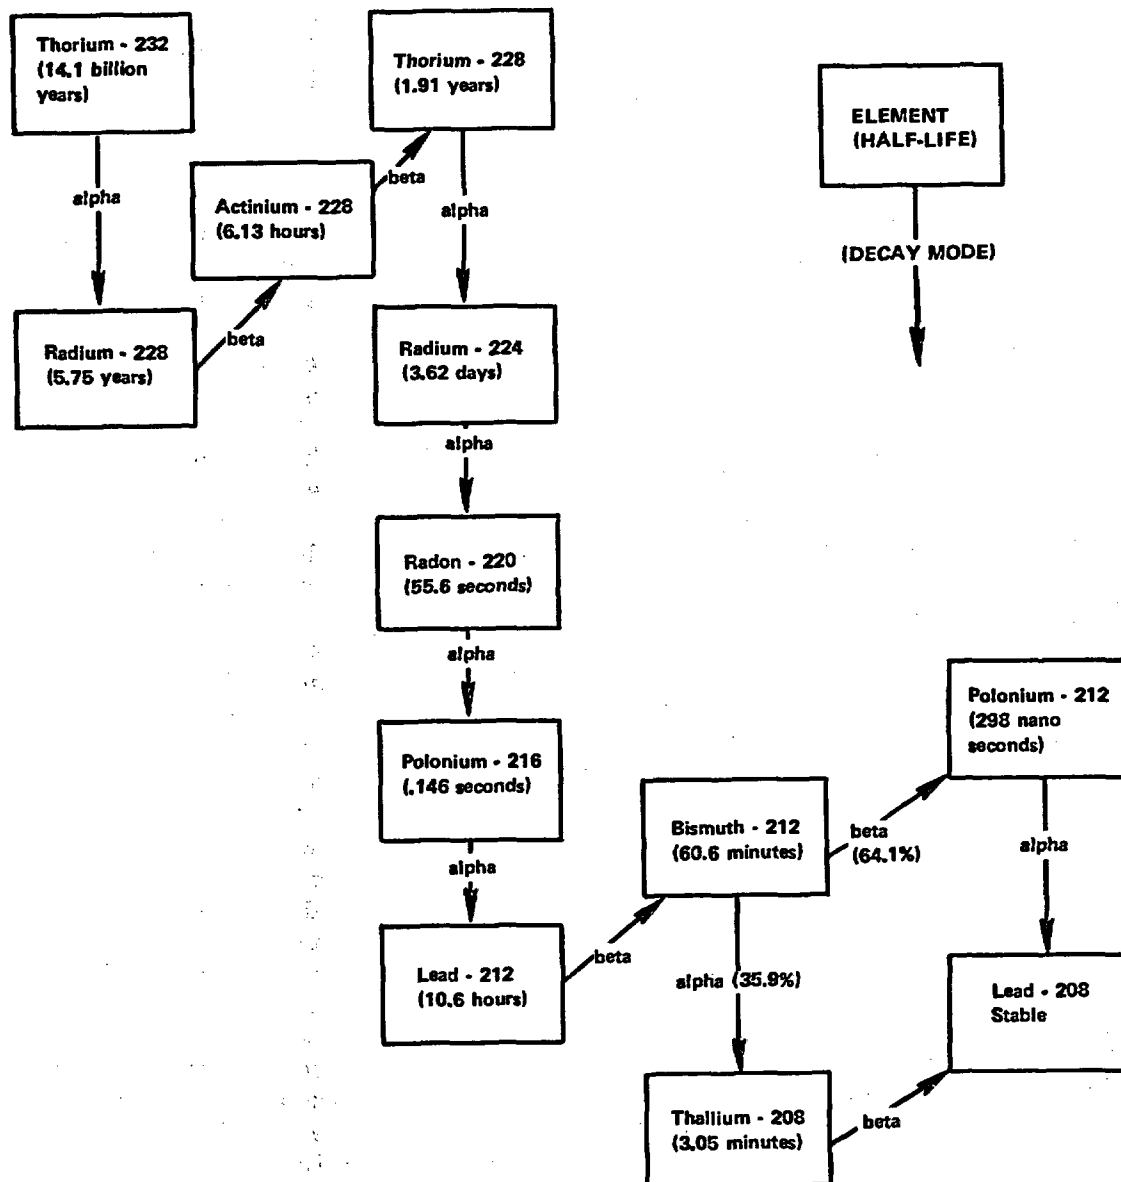 Thorium - 232
(14.1 billion
years)
alpha
Radium - 228
(5.75 years)
beta
Actinium - 228
(6.13 hours)
beta
Thorium - 228
(1.91 years)
alpha
Radium - 224
(3.62 days)
alpha
Radon - 220
(55.6 seconds)
alpha
Polonium - 216
(.146 seconds)
alpha
Lead - 212
(10.6 hours)
beta
Bismuth - 212
(60.6 minutes)
beta
(64.1%)
Polonium - 212
(298 nano
seconds)
alpha
Lead - 208
Stable
alpha (35.9%)
Thallium - 208
(3.05 minutes)
beta
ELEMENT
(HALF-LIFE)
(DECAY MODE)